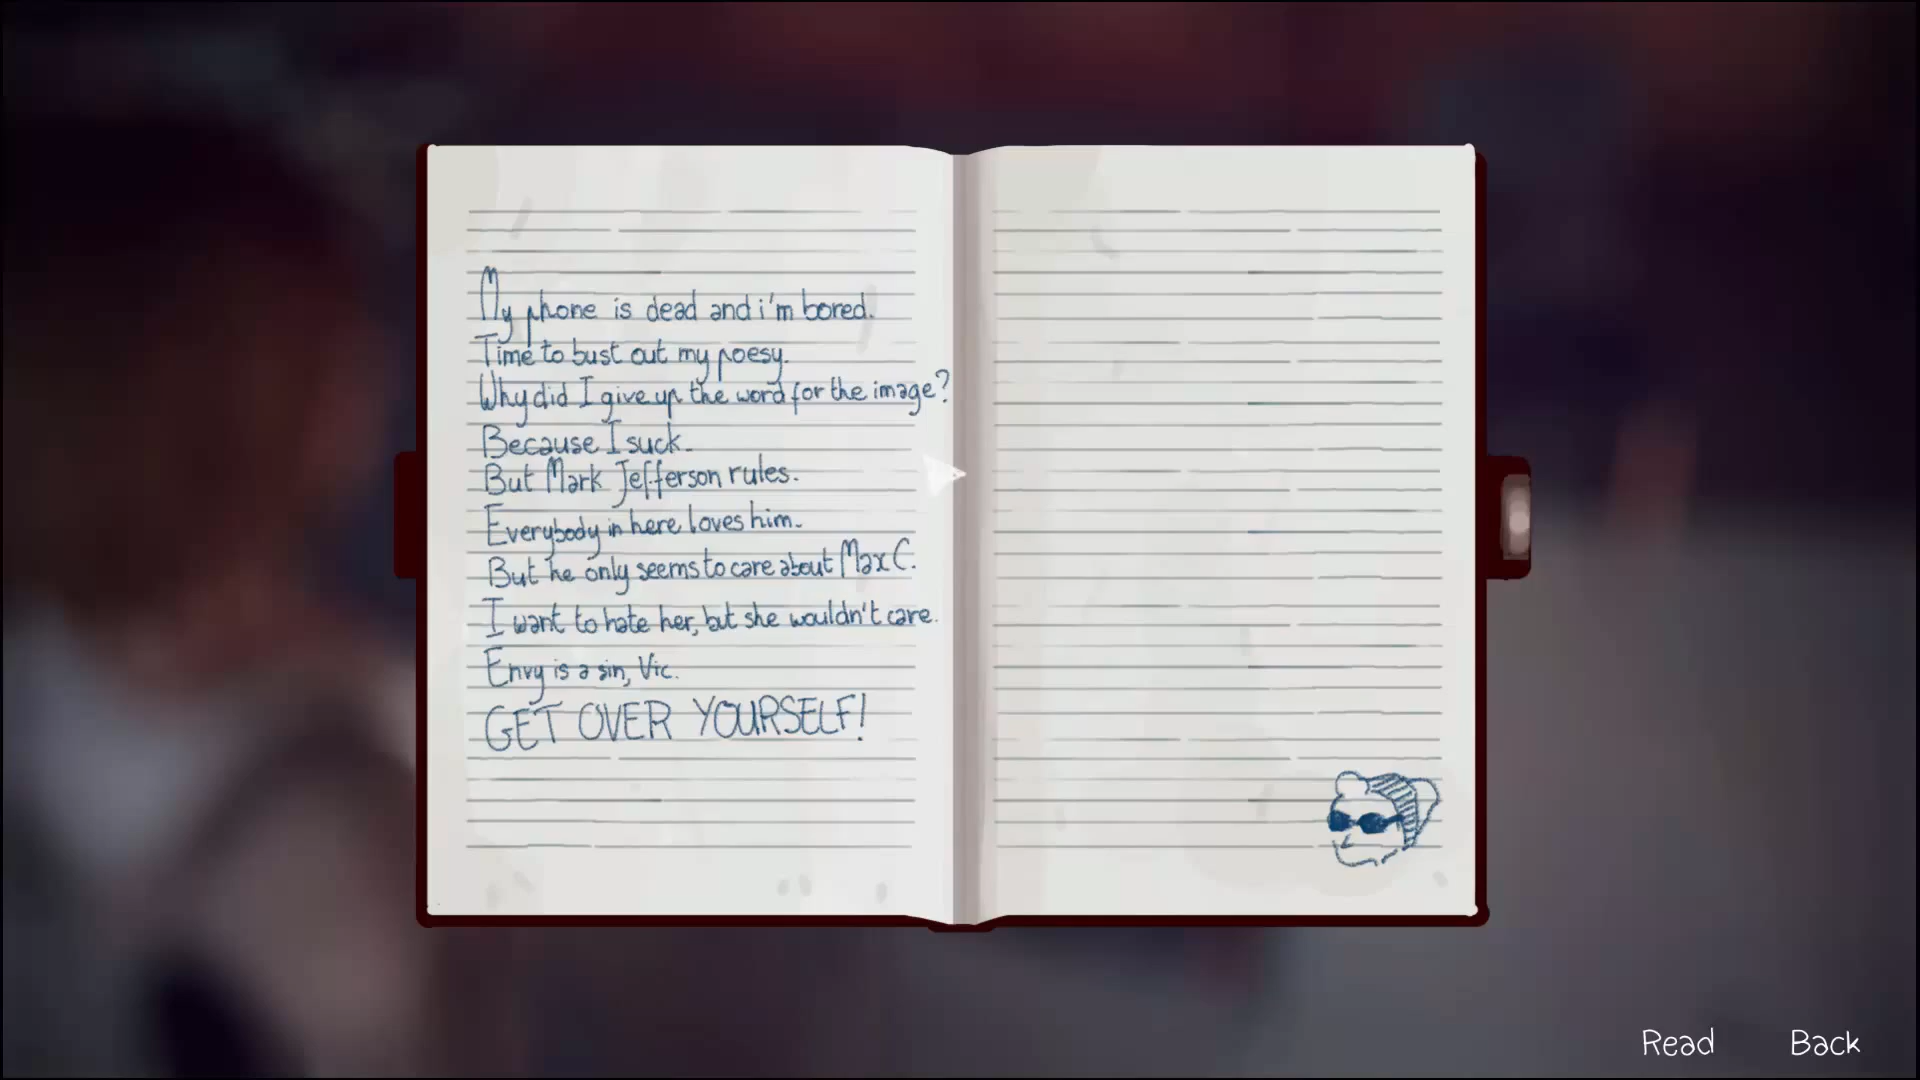 My phone is dead and i'm bored.
Time to bust out my poesy.
Why did I give up the word for the image?
Because I suck.
But Mark Jefferson rules.
Everybody in here loves him.
But he only seems to care about Max C.
I want to hate her, but she wouldn't care.
Envy is a sin, Vic.
GET OVER YOURSELF!
Read
Back